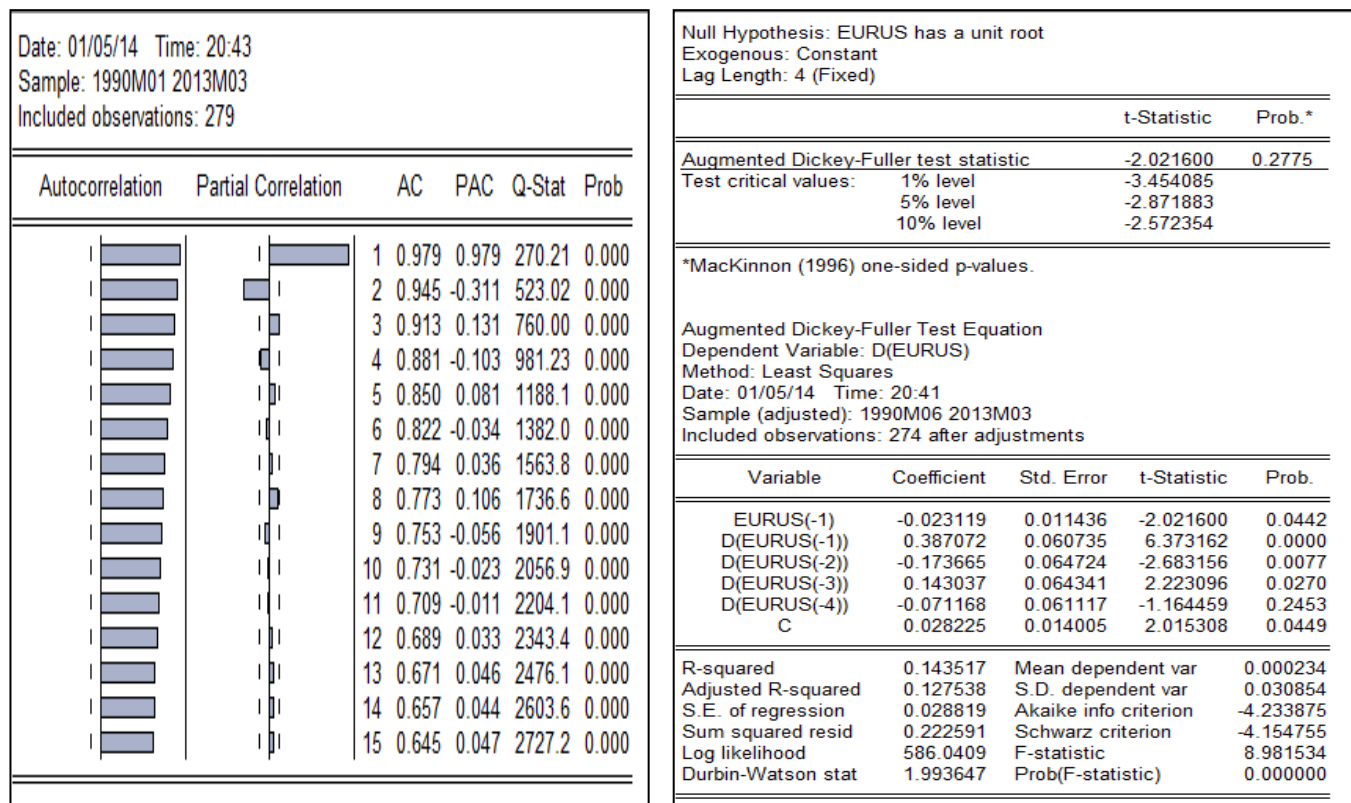 Date: 01/05/14 Time: 20:43
Sample: 1990M01 2013M03
Included observations: 279
Autocorrelation Partial Correlation AC PAC Q-Stat Prob
1 0.979 0.979 270.21 0.000
2 0.945 -0.311 523.02 0.000
3 0.913 0.131 760.00 0.000
4 0.881 -0.103 981.23 0.000
5 0.850 0.081 1188.1 0.000
6 0.822 -0.034 1382.0 0.000
7 0.794 0.036 1563.8 0.000
8 0.773 0.106 1736.6 0.000
9 0.753 -0.056 1901.1 0.000
10 0.731 -0.023 2056.9 0.000
11 0.709 -0.011 2204.1 0.000
12 0.689 0.033 2343.4 0.000
13 0.671 0.046 2476.1 0.000
14 0.657 0.044 2603.6 0.000
15 0.645 0.047 2727.2 0.000
Null Hypothesis: EURUS has a unit root
Exogenous: Constant
Lag Length: 4 (Fixed)
t-Statistic Prob.*
Augmented Dickey-Fuller test statistic -2.021600 0.2775
Test critical values: 1% level -3.454085
5% level -2.871883
10% level -2.572354
*MacKinnon (1996) one-sided p-values.
Augmented Dickey-Fuller Test Equation
Dependent Variable: D(EURUS)
Method: Least Squares
Date: 01/05/14 Time: 20:41
Sample (adjusted): 1990M06 2013M03
Included observations: 274 after adjustments
Variable Coefficient Std. Error t-Statistic Prob.
EURUS(-1) -0.023119 0.011436 -2.021600 0.0442
D(EURUS(-1)) 0.387072 0.060735 6.373162 0.0000
D(EURUS(-2)) -0.173665 0.064724 -2.683156 0.0077
D(EURUS(-3)) 0.143037 0.064341 2.223096 0.0270
D(EURUS(-4)) -0.071168 0.061117 -1.164459 0.2453
C 0.028225 0.014005 2.015308 0.0449
R-squared 0.143517 Mean dependent var 0.000234
Adjusted R-squared 0.127538 S.D. dependent var 0.030854
S.E. of regression 0.028819 Akaike info criterion -4.233875
Sum squared resid 0.222591 Schwarz criterion -4.154755
Log likelihood 586.0409 F-statistic 8.981534
Durbin-Watson stat 1.993647 Prob(F-statistic) 0.000000